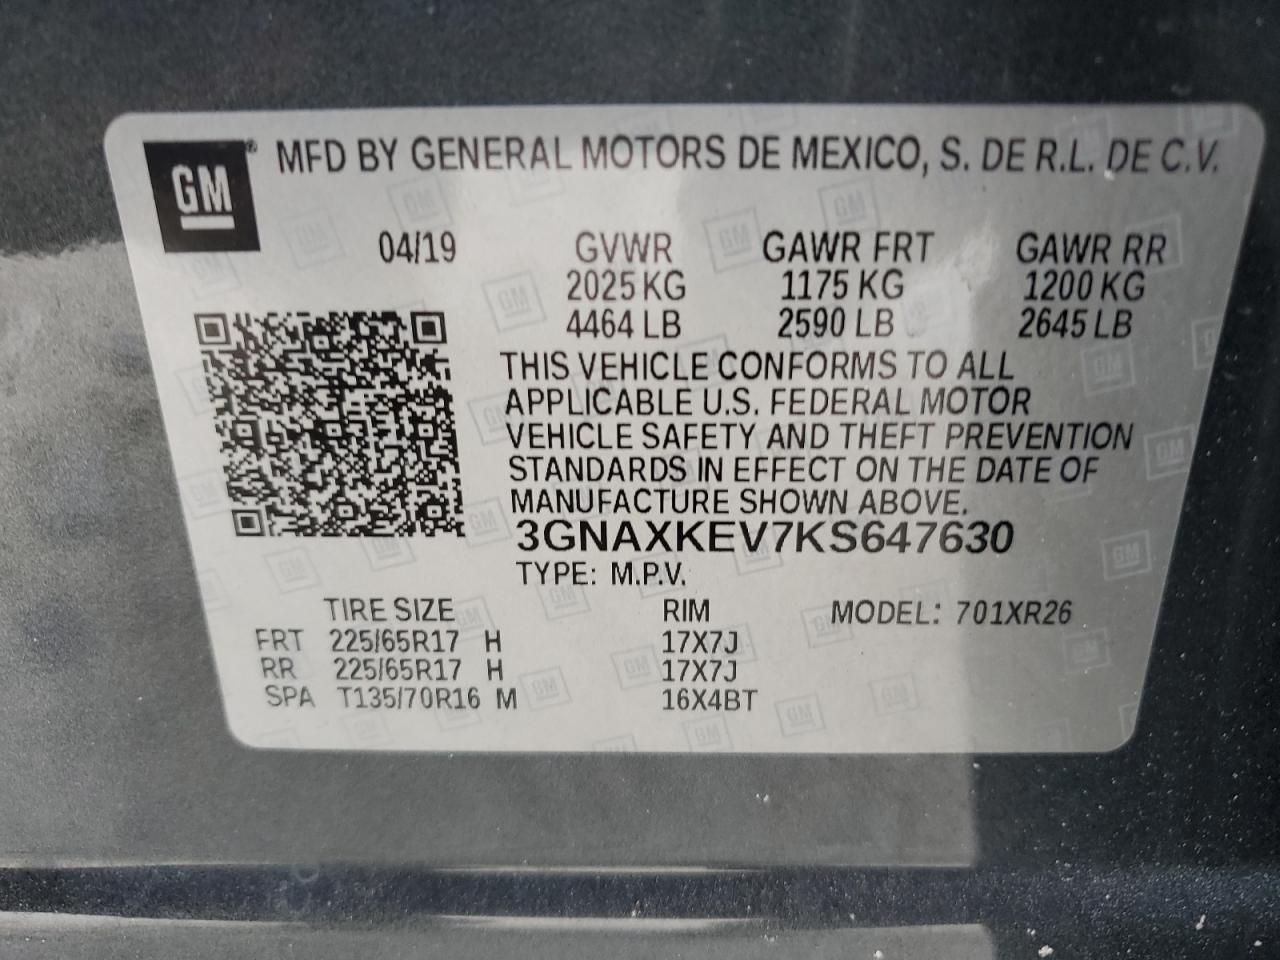 GM
MFD BY GENERAL MOTORS DE MEXICO, S. DE R.L. DE C.V.
04/19 GVWR GAWR FRT GAWR RR
2025 KG 1175 KG 1200 KG
4464 LB 2590 LB 2645 LB
THIS VEHICLE CONFORMS TO ALL
APPLICABLE U.S. FEDERAL MOTOR
VEHICLE SAFETY AND THEFT PREVENTION
STANDARDS IN EFFECT ON THE DATE OF
MANUFACTURE SHOWN ABOVE.
3GNAXKEV7KS647630
TYPE: M.P.V.
TIRE SIZE RIM MODEL: 701XR26
FRT 225/65R17 H 17X7J
RR 225/65R17 H 17X7J
SPA T135/70R16 M 16X4BT